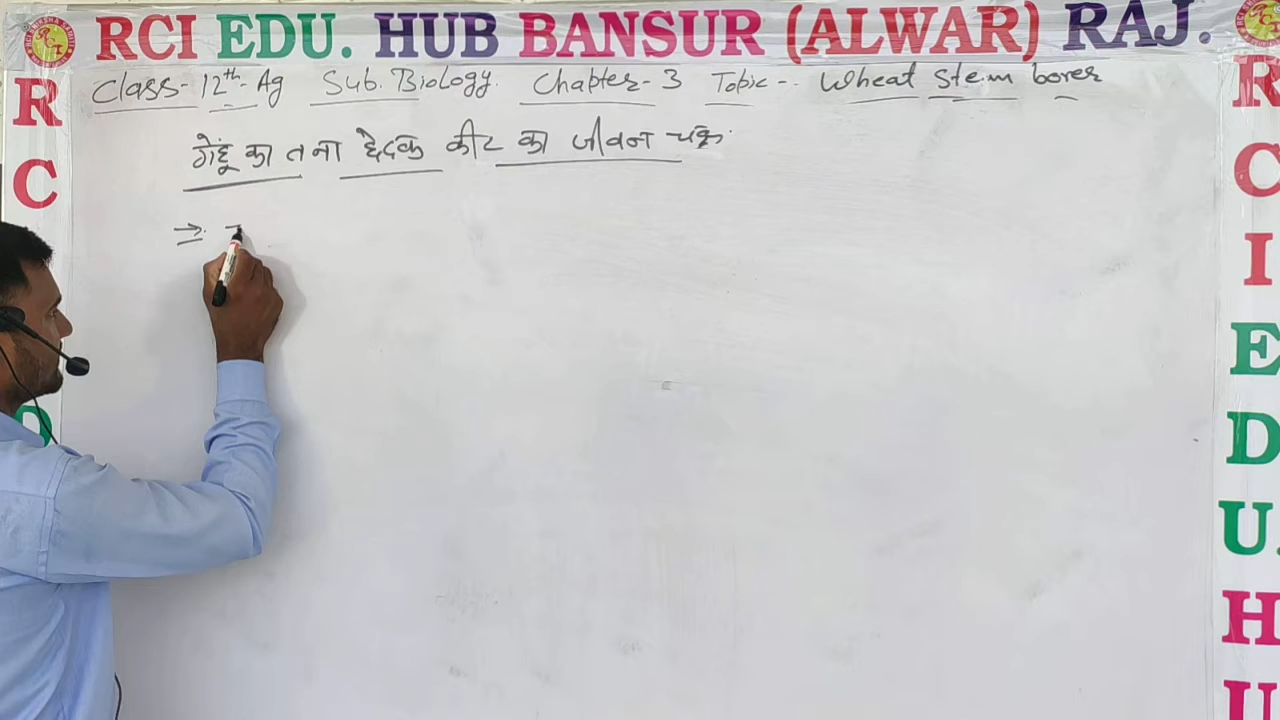 RCI EDU. HUB BANSUR (ALWAR) RAJ.
Class- 12th- Ag Sub. Biology. Chapter- 3 Topic -. Wheat Stem borer
गेहूं का तना छेदक कीट का जीवन चक्र
⇒
R
C
R
C
I
E
D
U.
H
U